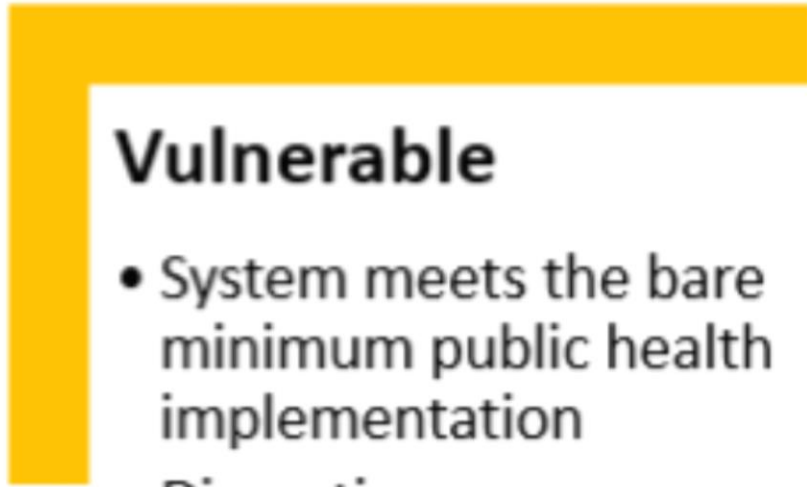 Vulnerable
• System meets the bare
minimum public health
implementation